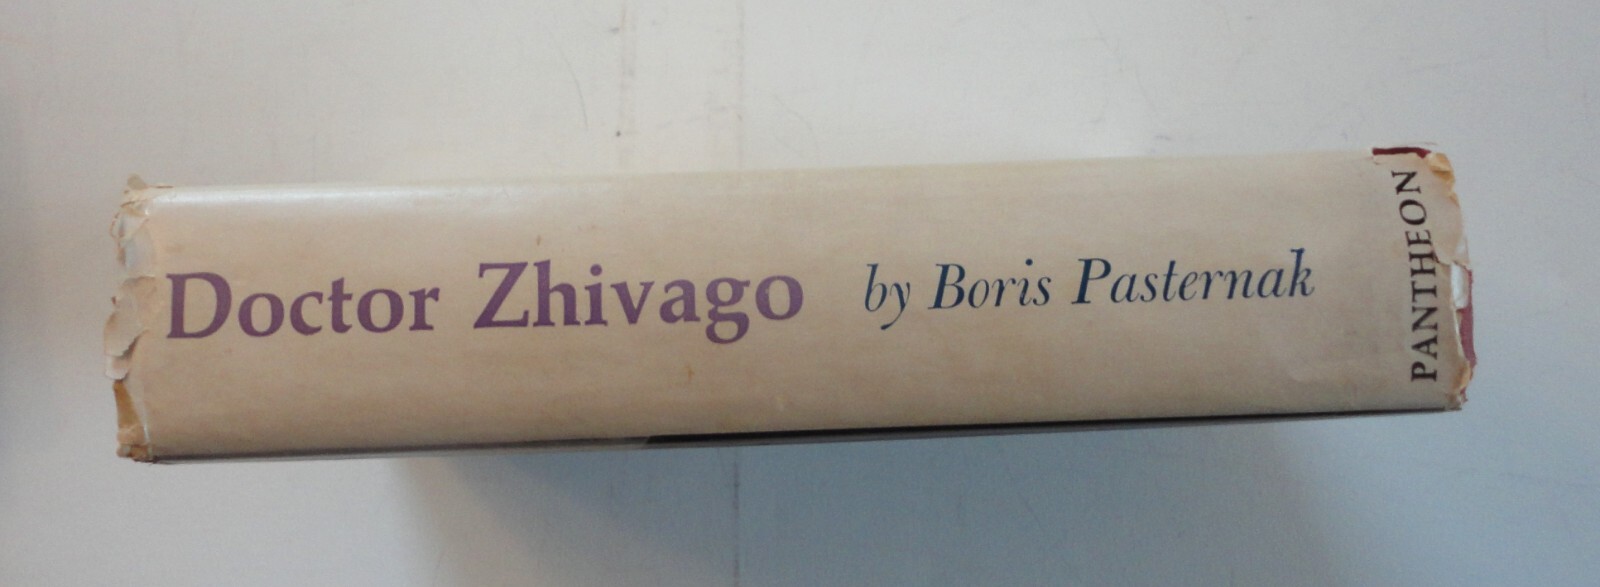 Doctor Zhivago by Boris Pasternak
PANTHEON